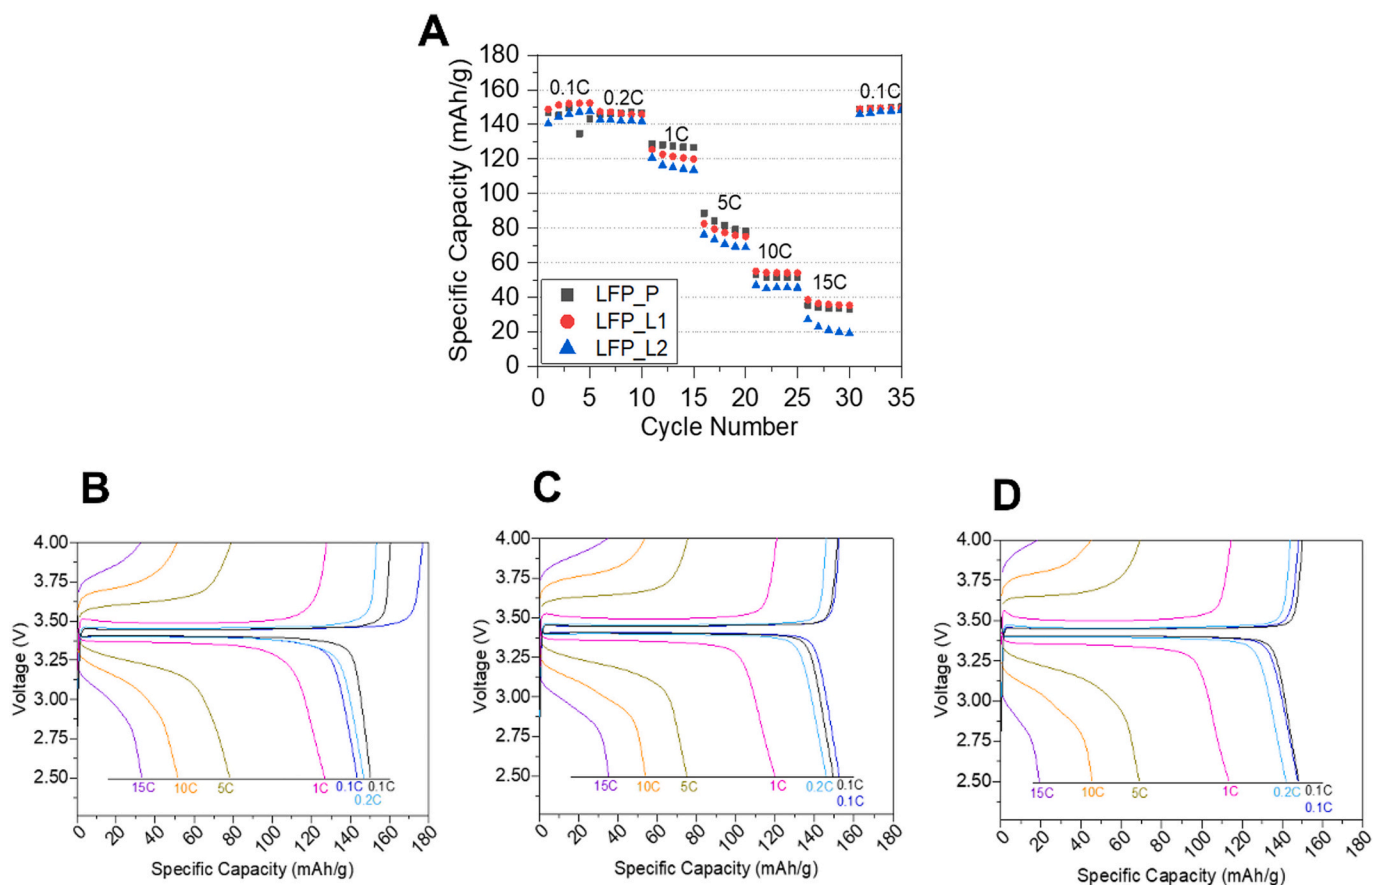 A
180
160
140
120
100
80
60
40
20
0
Specific Capacity (mAh/g)
0.1C
0.2C
1C
5C
10C
15C
0.1C
LFP_P
LFP_L1
LFP_L2
0 5 10 15 20 25 30 35
Cycle Number
B
4.00
3.75
3.50
3.25
3.00
2.75
2.50
Voltage (V)
15C 10C 5C 1C 0.1C 0.1C
0.2C
0 20 40 60 80 100 120 140 160 180
Specific Capacity (mAh/g)
C
4.00
3.75
3.50
3.25
3.00
2.75
2.50
Voltage (V)
15C 10C 5C 1C 0.2C 0.1C
0.1C
0 20 40 60 80 100 120 140 160 180
Specific Capacity (mAh/g)
D
4.00
3.75
3.50
3.25
3.00
2.75
2.50
Voltage (V)
15C 10C 5C 1C 0.2C 0.1C
0.1C
0 20 40 60 80 100 120 140 160 180
Specific Capacity (mAh/g)